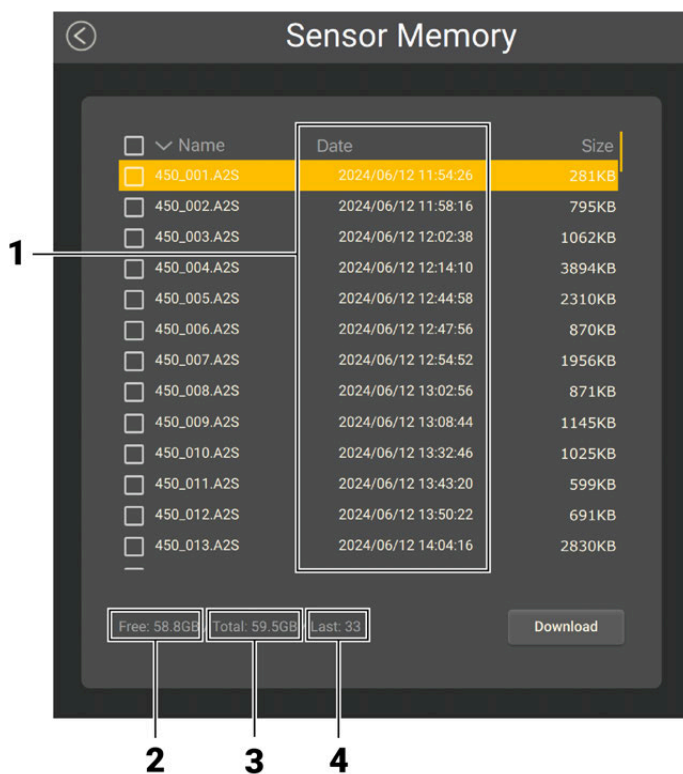 Sensor Memory
Name Date Size
450_001.A2S 2024/06/12 11:54:26 281KB
450_002.A2S 2024/06/12 11:58:16 795KB
450_003.A2S 2024/06/12 12:02:38 1062KB
1
450_004.A2S 2024/06/12 12:14:10 3894KB
450_005.A2S 2024/06/12 12:44:58 2310KB
450_006.A2S 2024/06/12 12:47:56 870KB
450_007.A2S 2024/06/12 12:54:52 1956KB
450_008.A2S 2024/06/12 13:02:56 871KB
450_009.A2S 2024/06/12 13:08:44 1145KB
450_010.A2S 2024/06/12 13:32:46 1025KB
450_011.A2S 2024/06/12 13:43:20 599KB
450_012.A2S 2024/06/12 13:50:22 691KB
450_013.A2S 2024/06/12 14:04:16 2830KB
Free: 58.8GB / Total: 59.5GB / Last: 33 Download
2 3 4